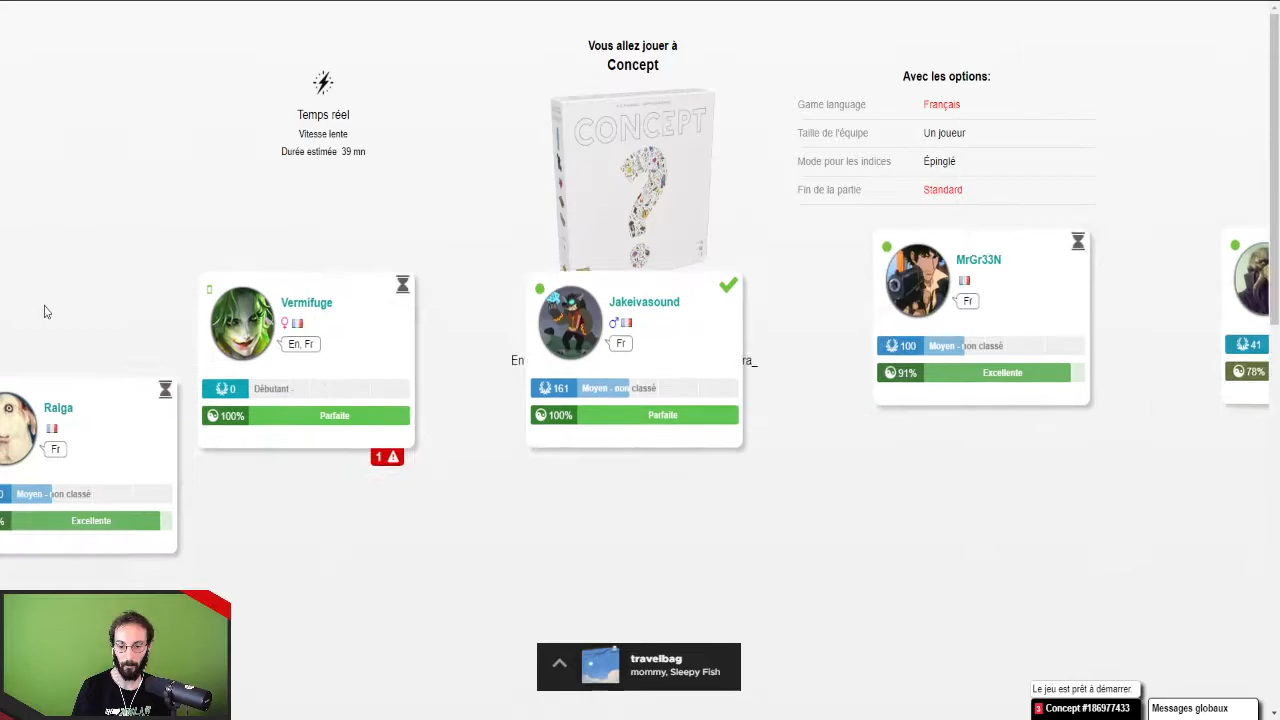 Vous allez jouer à
Concept
Temps réel
Vitesse lente
Durée estimée 39 mn
CONCEPT
Avec les options:
Game language Français
Taille de l'équipe Un joueur
Mode pour les indices Épinglé
Fin de la partie Standard
MrGr33N
Fr
100 Moyen - non classé
91% Excellente
41
78%
Vermifuge
En, Fr
0 Débutant -
100% Parfaite
1
Jakeivasound
Fr
161 Moyen - non classé
100% Parfaite
En
ra_
Ralga
Fr
0 Moyen - non classé
% Excellente
travelbag
mommy, Sleepy Fish
Le jeu est prêt à démarrer.
3 Concept #186977433
Messages globaux